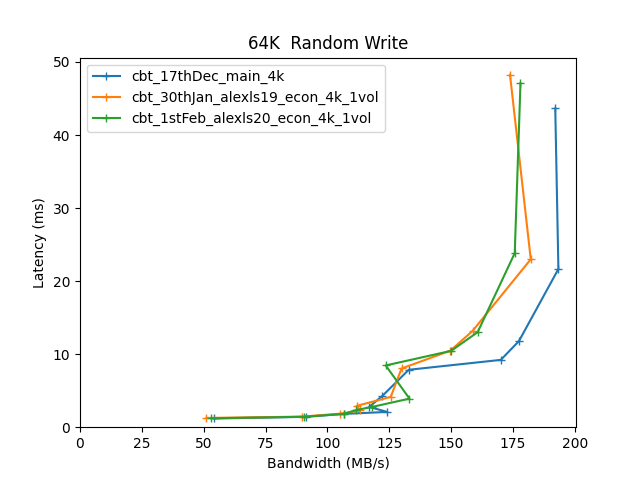 64K  Random Write
cbt_17thDec_main_4k
cbt_30thJan_alexls19_econ_4k_1vol
cbt_1stFeb_alexls20_econ_4k_1vol
Latency (ms)
50
40
30
20
10
0
0 25 50 75 100 125 150 175 200
Bandwidth (MB/s)